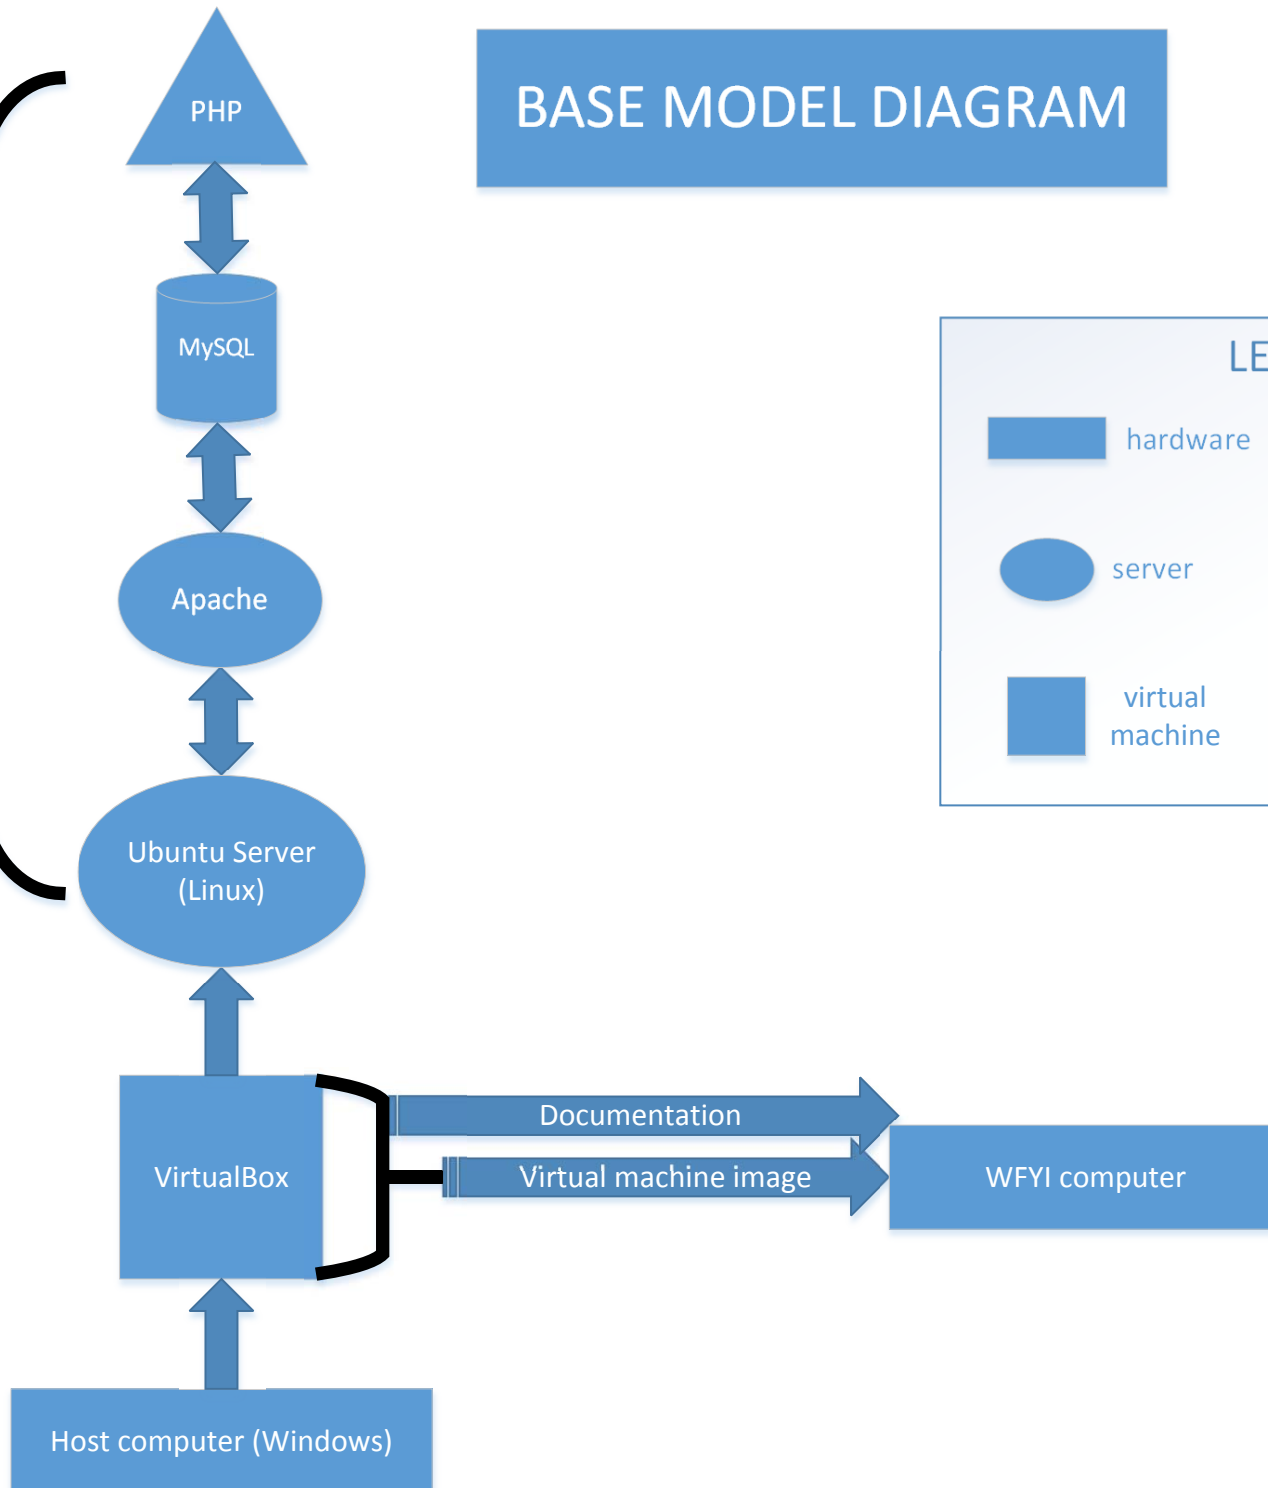 PHP
BASE MODEL DIAGRAM
MySQL
LE
hardware
Apache
server
virtual
machine
Ubuntu Server
(Linux)
Documentation
VirtualBox
Virtual machine image
WFYI computer
Host computer (Windows)